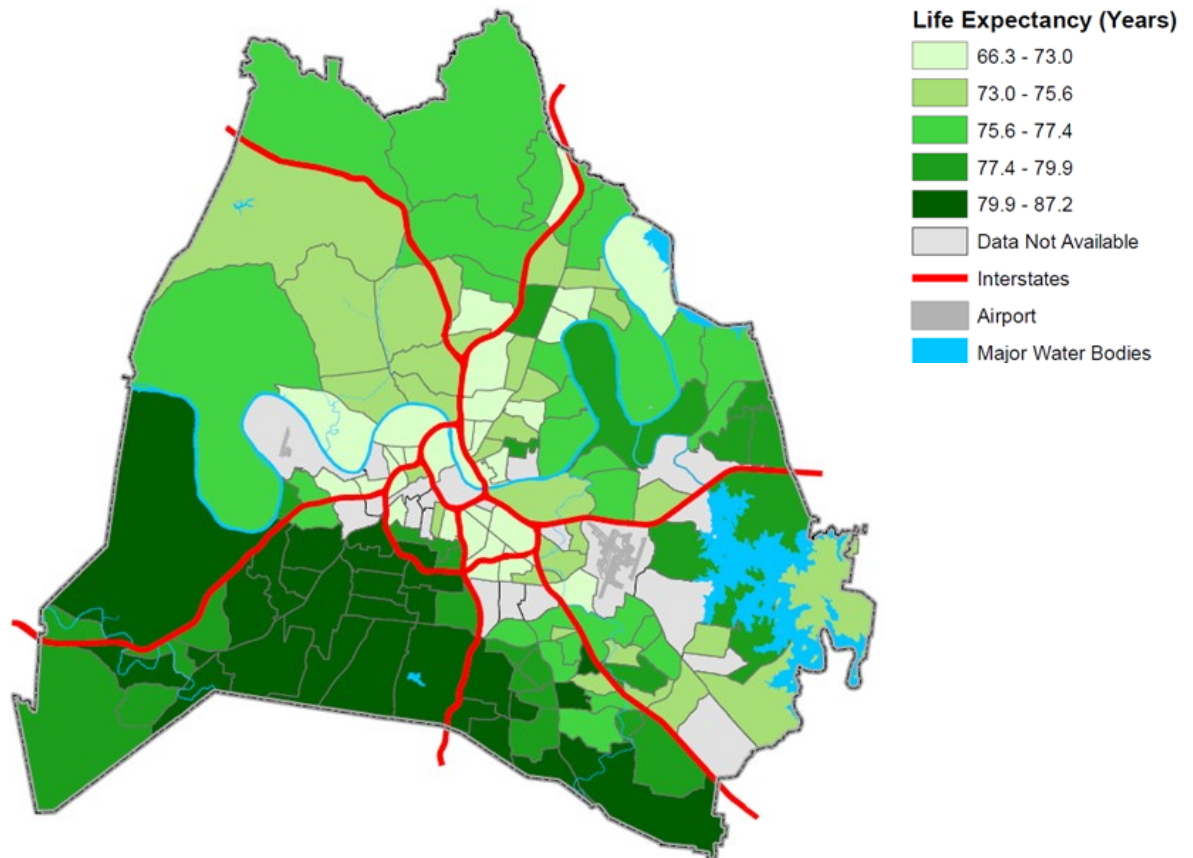 Life Expectancy (Years)
66.3 - 73.0
73.0 - 75.6
75.6 - 77.4
77.4 - 79.9
79.9 - 87.2
Data Not Available
Interstates
Airport
Major Water Bodies